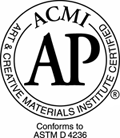 ACMI
ART & CREATIVE MATERIALS INSTITUTE CERTIFIED
AP
®
Conforms to
ASTM D 4236